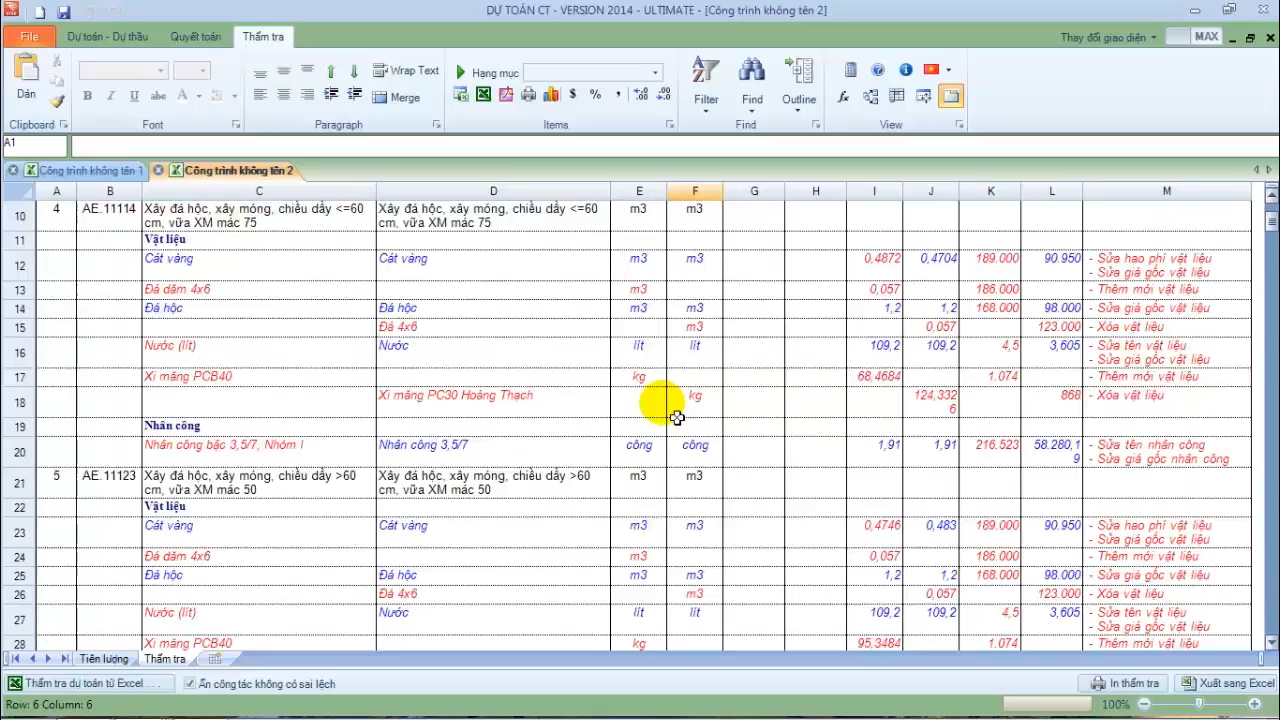 DỰ TOÁN CT - VERSION 2014 - ULTIMATE - [Công trình không tên 2]
File Dự toán - Dự thầu Quyết toán Thẩm tra Thay đổi giao diện MAX
Dán Wrap Text Merge Hạng mục $ % , Filter Find Outline
B I U abc A
Clipboard Font Paragraph Items Find View
A1
Công trình không tên 1 Công trình không tên 2
A B C D E F G H I J K L M
10 4 AE.11114 Xây đá hộc, xây móng, chiều dầy <=60 Xây đá hộc, xây móng, chiều dầy <=60 m3 m3
cm, vữa XM mác 75 cm, vữa XM mác 75
11 Vật liệu
12 Cát vàng Cát vàng m3 m3 0,4872 0,4704 189.000 90.950 - Sửa hao phí vật liệu
- Sửa giá gốc vật liệu
13 Đá dăm 4x6 m3 0,057 186.000 - Thêm mới vật liệu
14 Đá hộc Đá hộc m3 m3 1,2 1,2 168.000 98.000 - Sửa giá gốc vật liệu
15 Đá 4x6 m3 0,057 123.000 - Xóa vật liệu
16 Nước (lít) Nước lít lít 109,2 109,2 4,5 3,605 - Sửa tên vật liệu
- Sửa giá gốc vật liệu
17 Xi măng PCB40 kg 68,4684 1.074 - Thêm mới vật liệu
18 Xi măng PC30 Hoàng Thạch kg 124,332 868 - Xóa vật liệu
6
19 Nhân công
20 Nhân công bậc 3,5/7, Nhóm I Nhân công 3,5/7 công công 1,91 1,91 216.523 58.280,1 - Sửa tên nhân công
9 - Sửa giá gốc nhân công
21 5 AE.11123 Xây đá hộc, xây móng, chiều dầy >60 Xây đá hộc, xây móng, chiều dầy >60 m3 m3
cm, vữa XM mác 50 cm, vữa XM mác 50
22 Vật liệu
23 Cát vàng Cát vàng m3 m3 0,4746 0,483 189.000 90.950 - Sửa hao phí vật liệu
- Sửa giá gốc vật liệu
24 Đá dăm 4x6 m3 0,057 186.000 - Thêm mới vật liệu
25 Đá hộc Đá hộc m3 m3 1,2 1,2 168.000 98.000 - Sửa giá gốc vật liệu
26 Đá 4x6 m3 0,057 123.000 - Xóa vật liệu
27 Nước (lít) Nước lít lít 109,2 109,2 4,5 3,605 - Sửa tên vật liệu
- Sửa giá gốc vật liệu
28 Xi măng PCB40 kg 95,3484 1.074 - Thêm mới vật liệu
Tiên lượng Thẩm tra
Thẩm tra dự toán từ Excel . . . Ẩn công tác không có sai lệch In thẩm tra Xuất sang Excel
Row: 6 Column: 6 100%